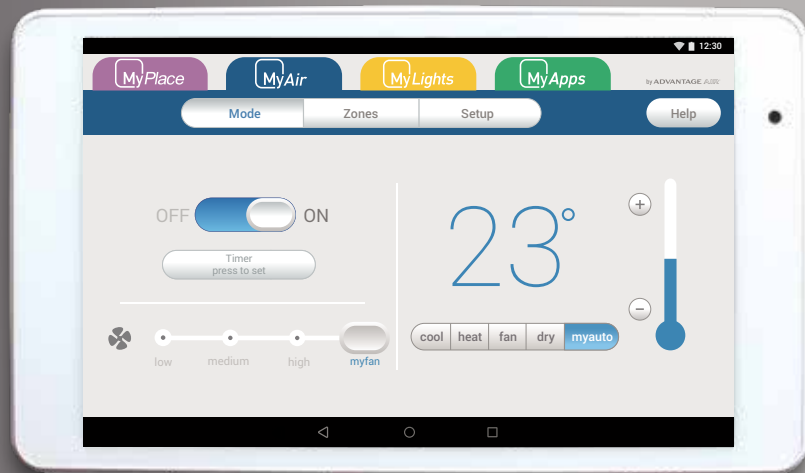 12:30
MyPlace
MyAir
MyLights
MyApps
by ADVANTAGE AIR
Mode
Zones
Setup
Help
OFF
ON
Timer
press to set
23°
+
−
cool heat fan dry myauto
low medium high myfan